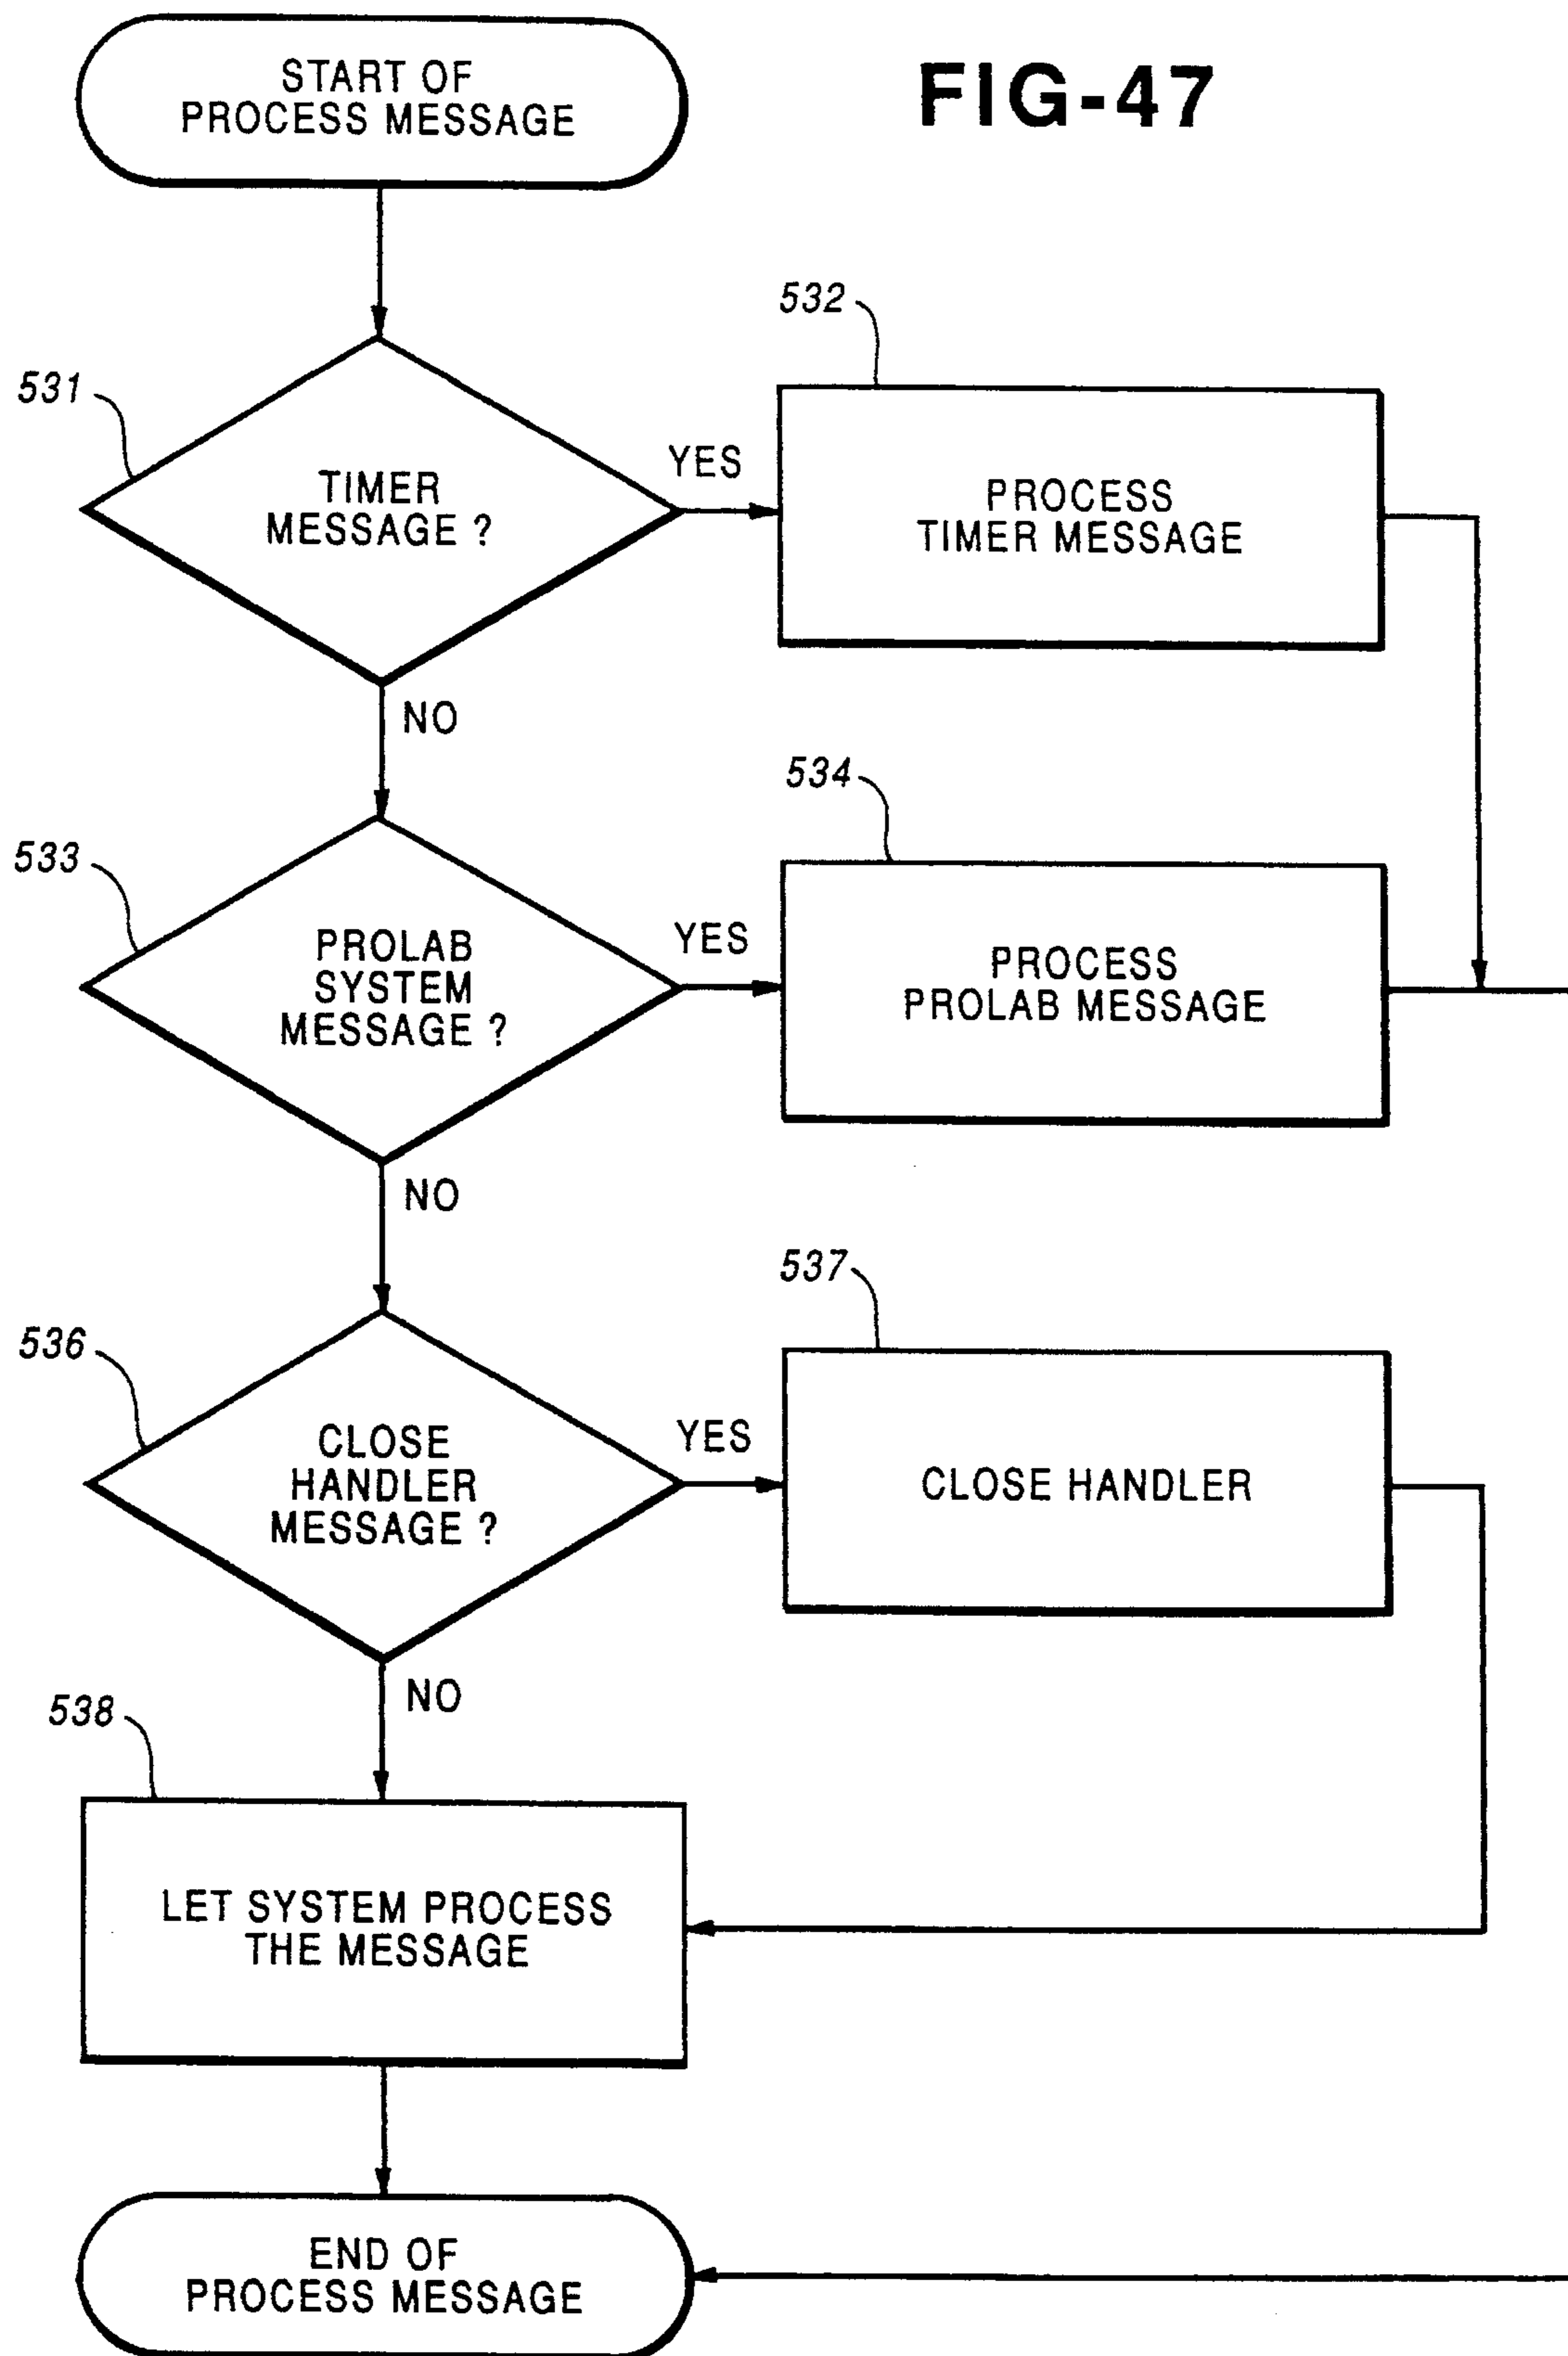 START OF
PROCESS MESSAGE
FIG-47
531
TIMER
MESSAGE ?
YES
532
PROCESS
TIMER MESSAGE
NO
533
PROLAB
SYSTEM
MESSAGE ?
YES
534
PROCESS
PROLAB MESSAGE
NO
536
CLOSE
HANDLER
MESSAGE ?
YES
537
CLOSE HANDLER
NO
538
LET SYSTEM PROCESS
THE MESSAGE
END OF
PROCESS MESSAGE